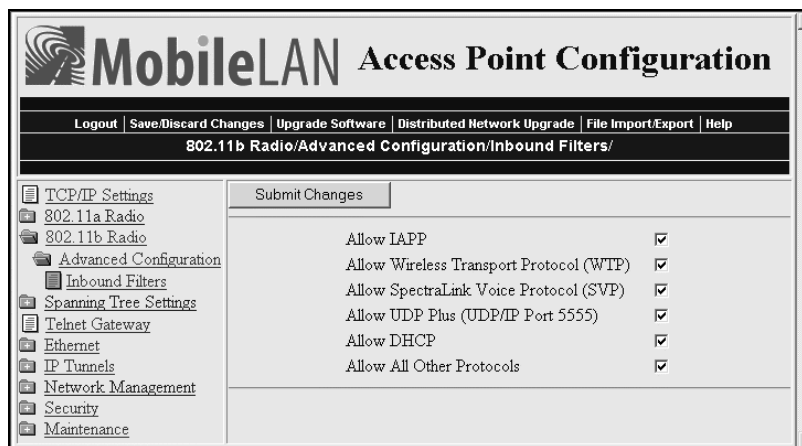 MobileLAN Access Point Configuration
Logout | Save/Discard Changes | Upgrade Software | Distributed Network Upgrade | File Import/Export | Help
802.11b Radio/Advanced Configuration/Inbound Filters/
TCP/IP Settings
802.11a Radio
802.11b Radio
Advanced Configuration
Inbound Filters
Spanning Tree Settings
Telnet Gateway
Ethernet
IP Tunnels
Network Management
Security
Maintenance
Submit Changes
Allow IAPP
Allow Wireless Transport Protocol (WTP)
Allow SpectraLink Voice Protocol (SVP)
Allow UDP Plus (UDP/IP Port 5555)
Allow DHCP
Allow All Other Protocols